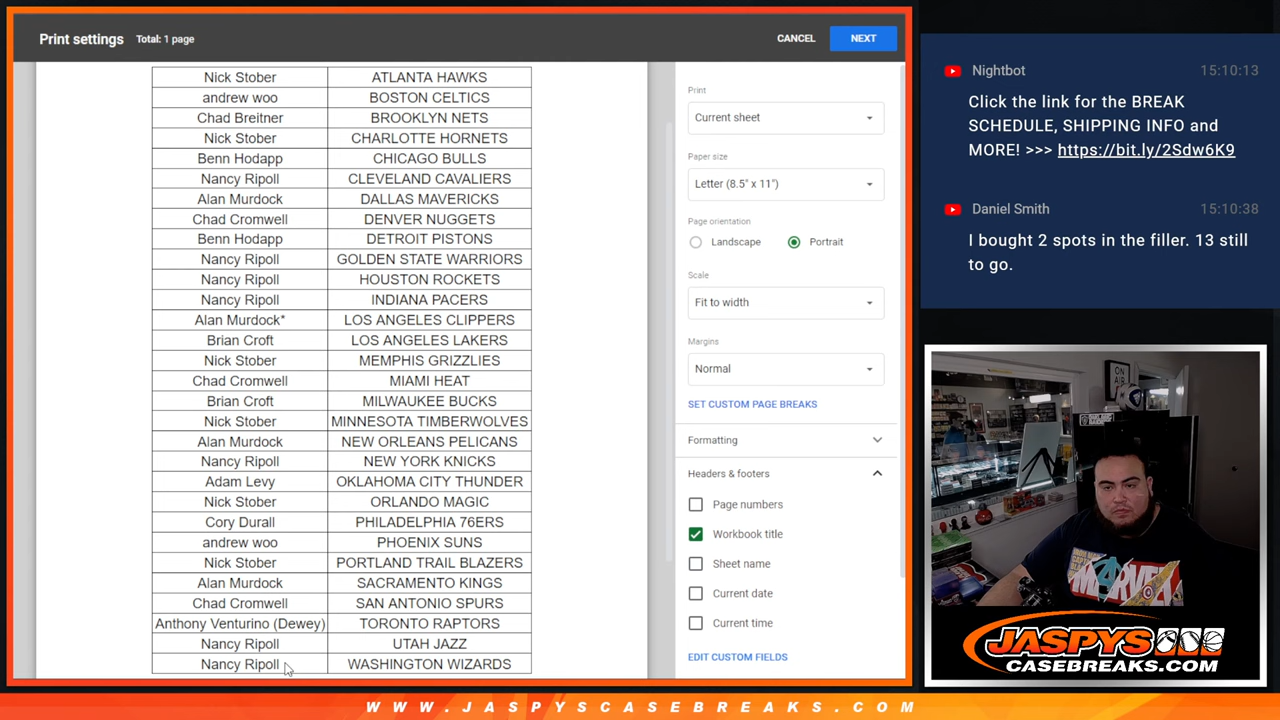 Print settings Total: 1 page
CANCEL NEXT
Nick Stober ATLANTA HAWKS
andrew woo BOSTON CELTICS
Chad Breitner BROOKLYN NETS
Nick Stober CHARLOTTE HORNETS
Benn Hodapp CHICAGO BULLS
Nancy Ripoll CLEVELAND CAVALIERS
Alan Murdock DALLAS MAVERICKS
Chad Cromwell DENVER NUGGETS
Benn Hodapp DETROIT PISTONS
Nancy Ripoll GOLDEN STATE WARRIORS
Nancy Ripoll HOUSTON ROCKETS
Nancy Ripoll INDIANA PACERS
Alan Murdock* LOS ANGELES CLIPPERS
Brian Croft LOS ANGELES LAKERS
Nick Stober MEMPHIS GRIZZLIES
Chad Cromwell MIAMI HEAT
Brian Croft MILWAUKEE BUCKS
Nick Stober MINNESOTA TIMBERWOLVES
Alan Murdock NEW ORLEANS PELICANS
Nancy Ripoll NEW YORK KNICKS
Adam Levy OKLAHOMA CITY THUNDER
Nick Stober ORLANDO MAGIC
Cory Durall PHILADELPHIA 76ERS
andrew woo PHOENIX SUNS
Nick Stober PORTLAND TRAIL BLAZERS
Alan Murdock SACRAMENTO KINGS
Chad Cromwell SAN ANTONIO SPURS
Anthony Venturino (Dewey) TORONTO RAPTORS
Nancy Ripoll UTAH JAZZ
Nancy Ripoll WASHINGTON WIZARDS
Print
Current sheet
Paper size
Letter (8.5" x 11")
Page orientation
Landscape Portrait
Scale
Fit to width
Margins
Normal
SET CUSTOM PAGE BREAKS
Formatting
Headers & footers
Page numbers
Workbook title
Sheet name
Current date
Current time
EDIT CUSTOM FIELDS
Nightbot 15:10:13
Click the link for the BREAK
SCHEDULE, SHIPPING INFO and
MORE! >>> https://bit.ly/2Sdw6K9
Daniel Smith 15:10:38
I bought 2 spots in the filler. 13 still
to go.
ON AIR
MARVEL
JASPYS
CASEBREAKS.COM
WWW.JASPYSCASEBREAKS.COM